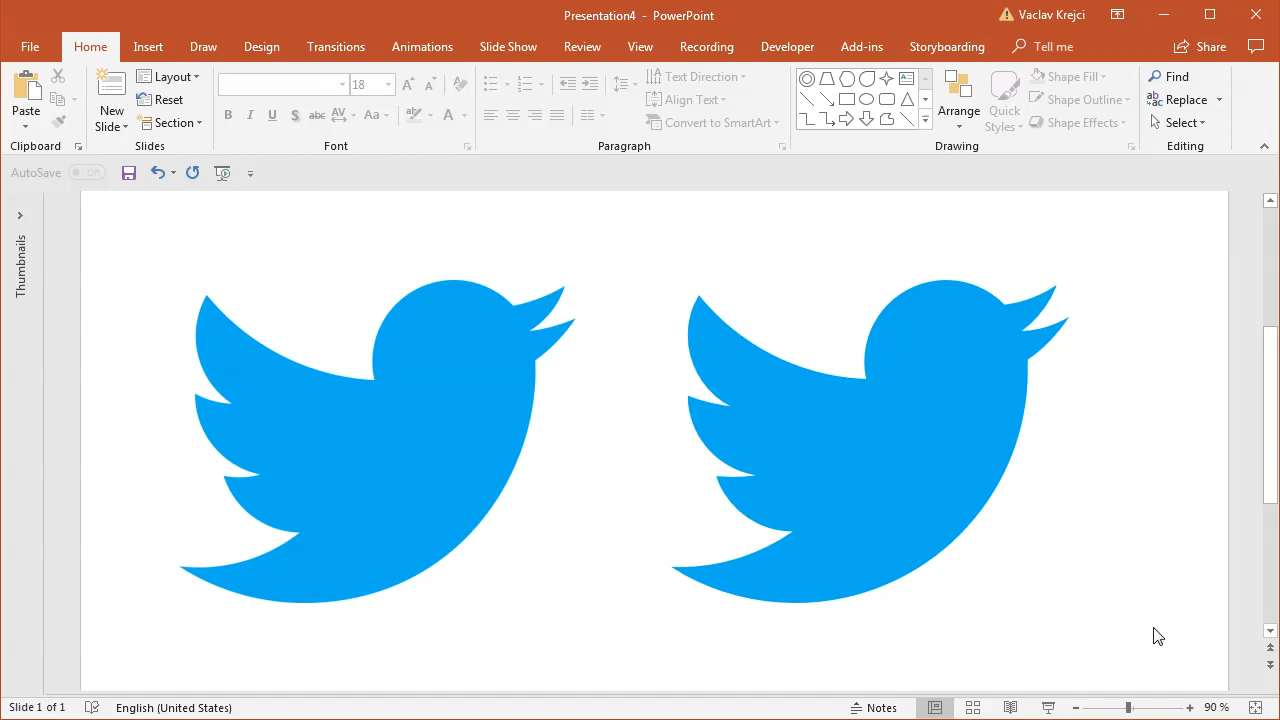 Presentation4 - PowerPoint
Vaclav Krejci
File Home Insert Draw Design Transitions Animations Slide Show Review View Recording Developer Add-ins Storyboarding Tell me Share
Paste
Clipboard
New
Slide
Layout
Reset
Section
Slides
18
B I U S abc AV Aa A
Font
Text Direction
Align Text
Convert to SmartArt
Paragraph
Arrange
Quick
Styles
Shape Fill
Shape Outline
Shape Effects
Drawing
Find
Replace
Select
Editing
AutoSave Off
Thumbnails
Slide 1 of 1
English (United States)
Notes
90 %